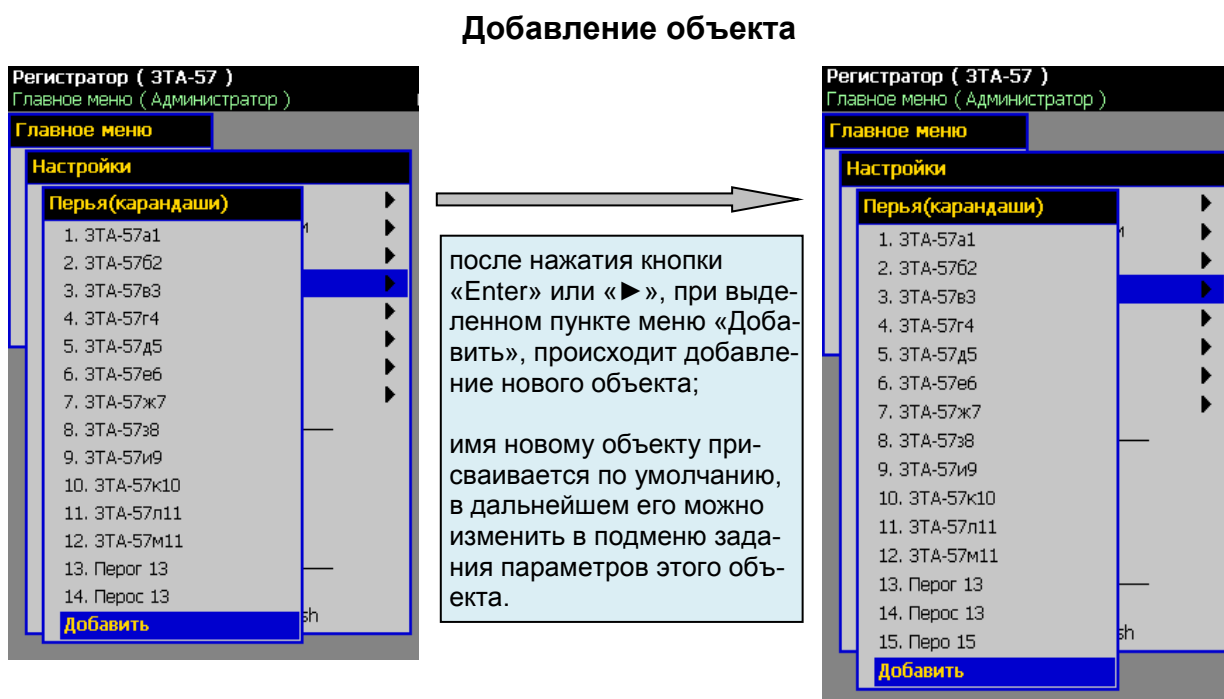 Добавление объекта
Регистратор ( ЗТА-57 )
Главное меню ( Администратор )
Главное меню
Настройки
Перья(карандаши)
1. ЗТА-57а1
2. ЗТА-57б2
3. ЗТА-57в3
4. ЗТА-57г4
5. ЗТА-57д5
6. ЗТА-57е6
7. ЗТА-57ж7
8. ЗТА-57з8
9. ЗТА-57и9
10. ЗТА-57к10
11. ЗТА-57л11
12. ЗТА-57м11
13. Перог 13
14. Перос 13
Добавить
sh
после нажатия кнопки
«Enter» или «►», при выде-
ленном пункте меню «Доба-
вить», происходит добавле-
ние нового объекта;
имя новому объекту при-
сваивается по умолчанию,
в дальнейшем его можно
изменить в подменю зада-
ния параметров этого объ-
екта.
Регистратор ( ЗТА-57 )
Главное меню ( Администратор )
Главное меню
Настройки
Перья(карандаши)
1. ЗТА-57а1
2. ЗТА-57б2
3. ЗТА-57в3
4. ЗТА-57г4
5. ЗТА-57д5
6. ЗТА-57е6
7. ЗТА-57ж7
8. ЗТА-57з8
9. ЗТА-57и9
10. ЗТА-57к10
11. ЗТА-57л11
12. ЗТА-57м11
13. Перог 13
14. Перос 13
15. Перо 15
Добавить
sh